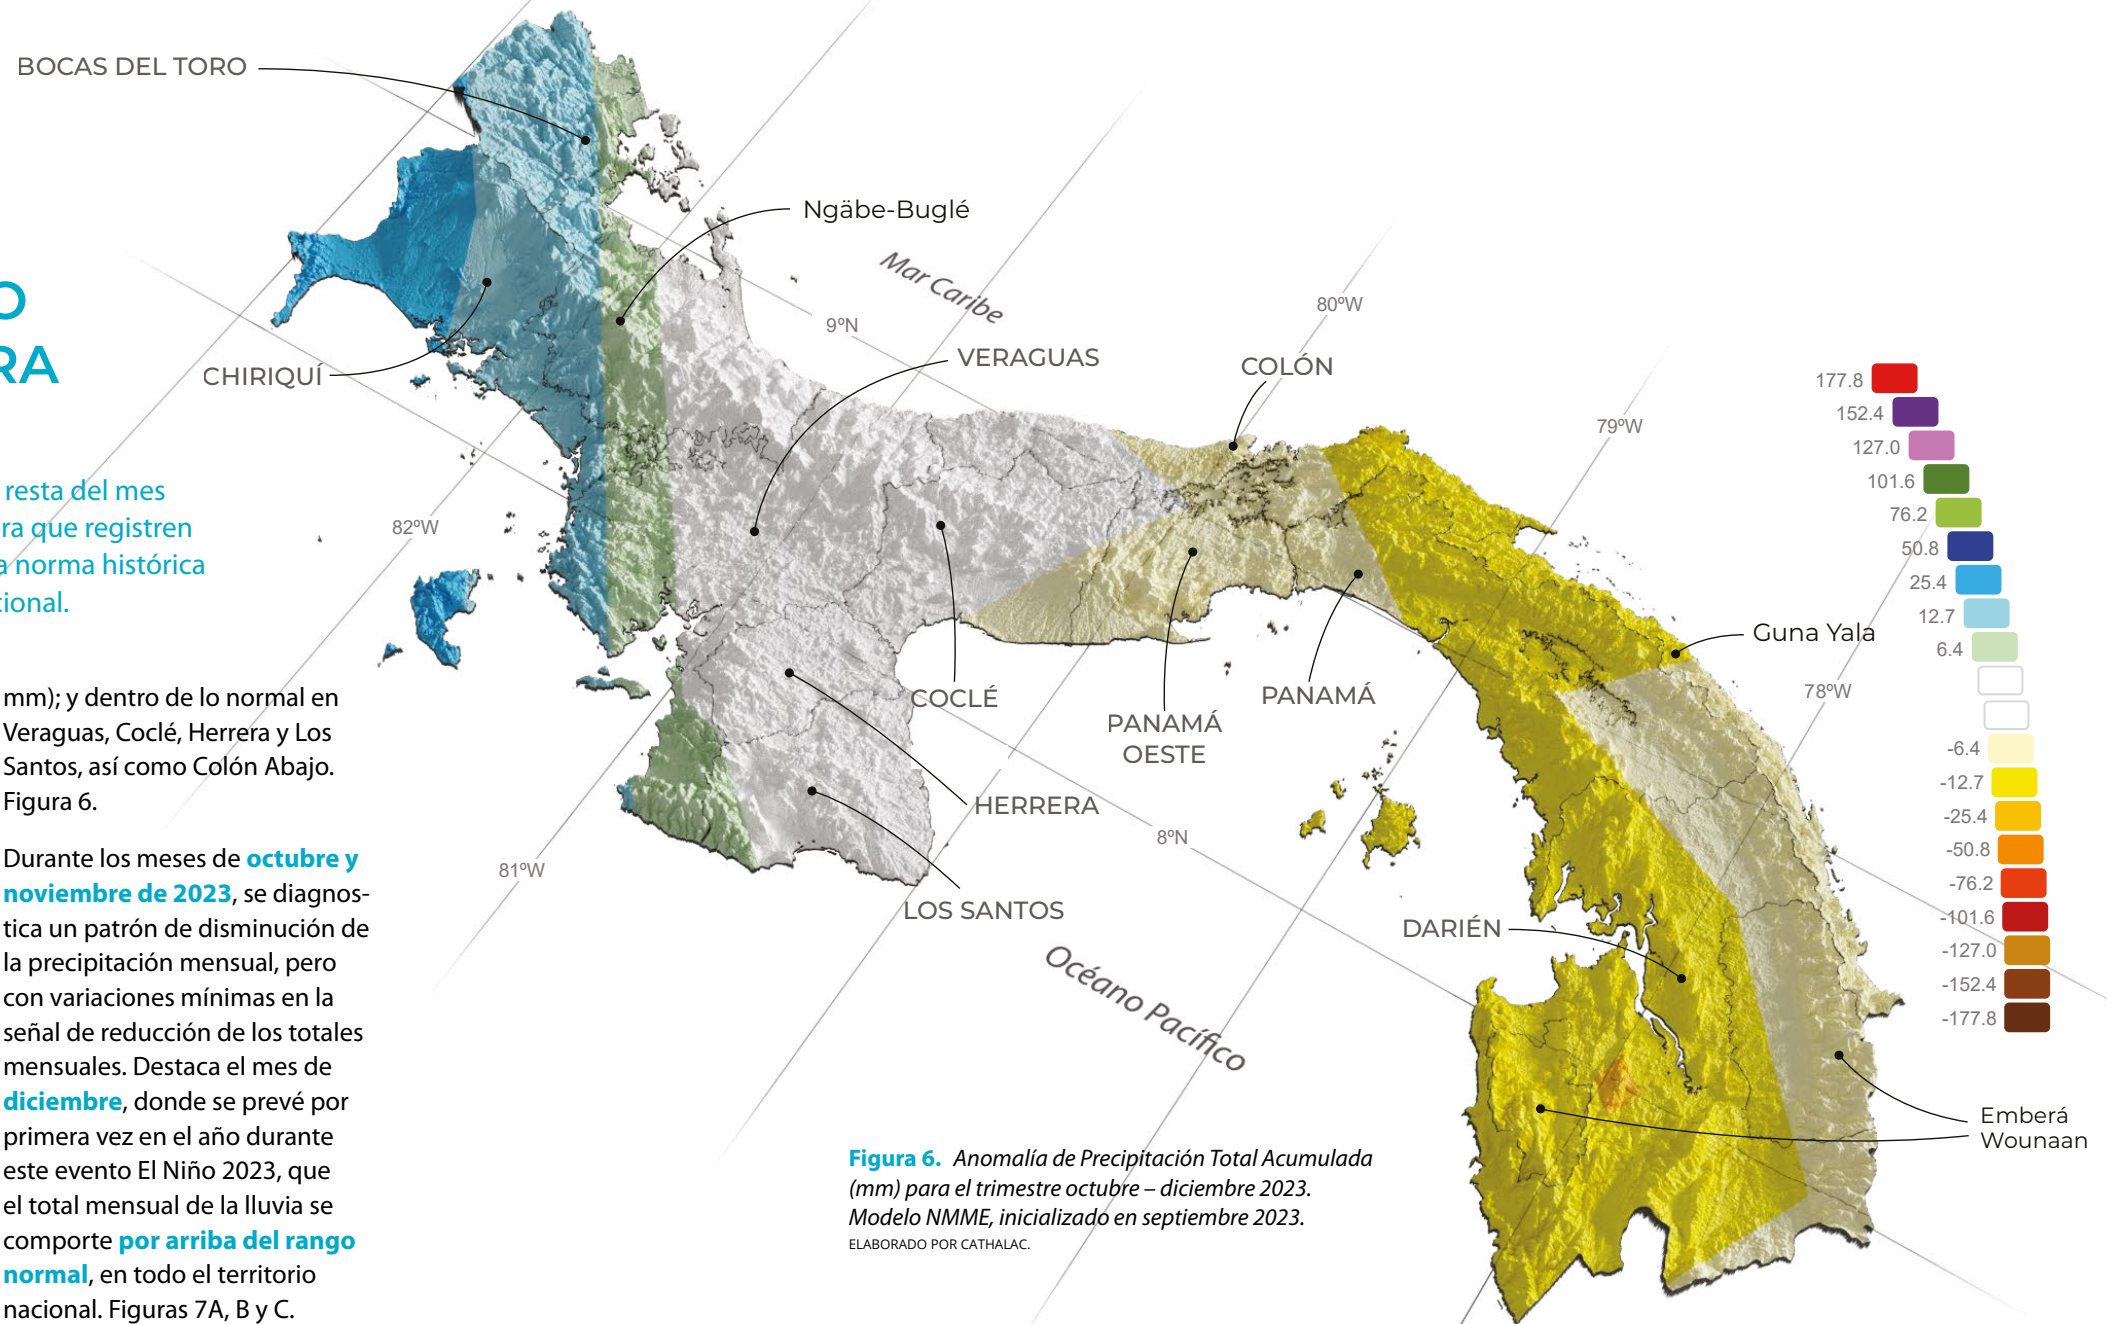 O
RA
resta del mes
ra que registren
a norma histórica
cional.
mm); y dentro de lo normal en
Veraguas, Coclé, Herrera y Los
Santos, así como Colón Abajo.
Figura 6.
Durante los meses de octubre y
noviembre de 2023, se diagnos-
tica un patrón de disminución de
la precipitación mensual, pero
con variaciones mínimas en la
señal de reducción de los totales
mensuales. Destaca el mes de
diciembre, donde se prevé por
primera vez en el año durante
este evento El Niño 2023, que
el total mensual de la lluvia se
comporte por arriba del rango
normal, en todo el territorio
nacional. Figuras 7A, B y C.
BOCAS DEL TORO
Ngäbe-Buglé
Mar Caribe
9ºN
80ºW
CHIRIQUÍ
VERAGUAS
COLÓN
79ºW
82ºW
Guna Yala
78ºW
COCLÉ
PANAMÁ
OESTE
PANAMÁ
HERRERA
8ºN
81ºW
LOS SANTOS
DARIÉN
Océano Pacífico
Emberá
Wounaan
177.8
152.4
127.0
101.6
76.2
50.8
25.4
12.7
6.4
-6.4
-12.7
-25.4
-50.8
-76.2
-101.6
-127.0
-152.4
-177.8
Figura 6. Anomalía de Precipitación Total Acumulada
(mm) para el trimestre octubre – diciembre 2023.
Modelo NMME, inicializado en septiembre 2023.
ELABORADO POR CATHALAC.